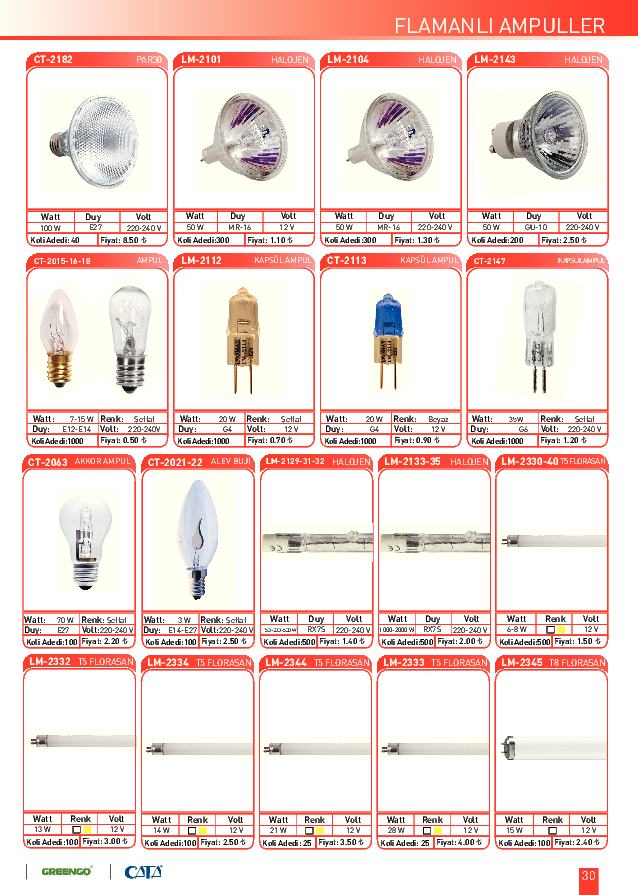 FLAMANLI AMPULLER
CT-2182 PAR30
Watt Duy Volt
100 W E27 220-240 V
Koli Adedi: 40 Fiyat: 8.50 ₺
LM-2101 HALOJEN
Watt Duy Volt
50 W MR-16 12 V
Koli Adedi:300 Fiyat: 1.10 ₺
LM-2104 HALOJEN
Watt Duy Volt
50 W MR-16 220-240 V
Koli Adedi:300 Fiyat: 1.30 ₺
LM-2143 HALOJEN
Watt Duy Volt
50 W GU-10 220-240 V
Koli Adedi:200 Fiyat: 2.50 ₺
CT-2015-16-18 AMPUL
Watt: 7-15 W Renk: Şeffaf
Duy: E12-E14 Volt: 220-240V
Koli Adedi:1000 Fiyat: 0.50 ₺
LM-2112 KAPSÜL AMPUL
Watt: 20 W Renk: Şeffaf
Duy: G4 Volt: 12 V
Koli Adedi:1000 Fiyat: 0.70 ₺
CT-2113 KAPSÜL AMPUL
Watt: 20 W Renk: Beyaz
Duy: G4 Volt: 12 V
Koli Adedi:1000 Fiyat: 0.90 ₺
CT-2147 KAPSÜL AMPUL
Watt: 35W Renk: Şeffaf
Duy: G6 Volt: 220-240 V
Koli Adedi:1000 Fiyat: 1.20 ₺
CT-2063 AKKOR AMPUL
Watt: 70 W Renk: Şeffaf
Duy: E27 Volt:220-240 V
Koli Adedi:100 Fiyat: 2.20 ₺
CT-2021-22 ALEV BUJİ
Watt: 3 W Renk: Şeffaf
Duy: E14-E27 Volt:220-240 V
Koli Adedi:100 Fiyat: 2.50 ₺
LM-2129-31-32 HALOJEN
Watt Duy Volt
RX7S 220-240 V
Koli Adedi:500 Fiyat: 1.40 ₺
LM-2133-35 HALOJEN
Watt Duy Volt
1000-2000 W RX7S 220-240 V
Koli Adedi:500 Fiyat: 2.00 ₺
LM-2330-40 T5 FLORASAN
Watt Renk Volt
6-8 W 12 V
Koli Adedi:500 Fiyat: 1.50 ₺
LM-2332 T5 FLORASAN
Watt Renk Volt
13 W 12 V
Koli Adedi:100 Fiyat: 3.00 ₺
LM-2334 T5 FLORASAN
Watt Renk Volt
14 W 12 V
Koli Adedi:100 Fiyat: 2.50 ₺
LM-2344 T5 FLORASAN
Watt Renk Volt
21 W 12 V
Koli Adedi: 25 Fiyat: 3.50 ₺
LM-2333 T5 FLORASAN
Watt Renk Volt
28 W 12 V
Koli Adedi: 25 Fiyat: 4.00 ₺
LM-2345 T8 FLORASAN
Watt Renk Volt
15 W 12 V
Koli Adedi:100 Fiyat: 2.40 ₺
GREENGO CATA 30